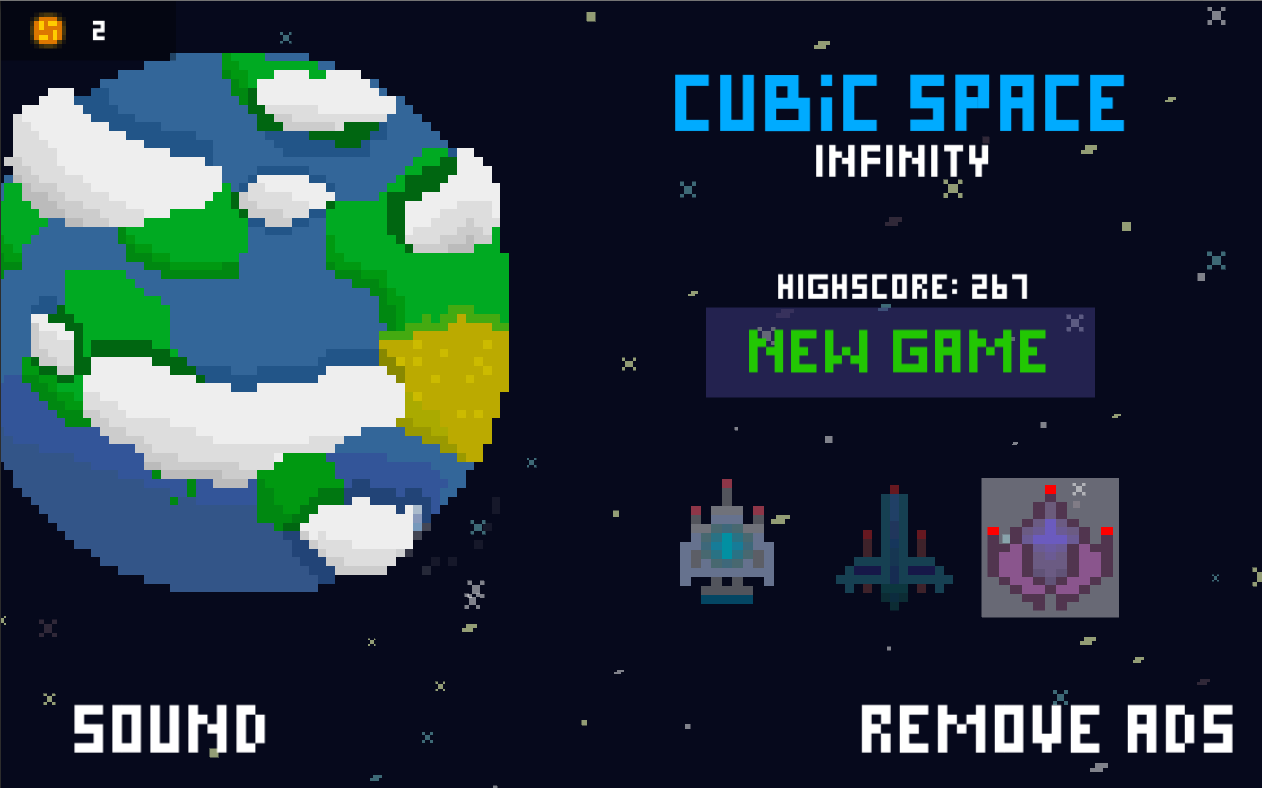 2
CUBiC SPACE
INFINITY
HIGHSCORE: 267
NEW GAME
SOUND
REMOVE ADS